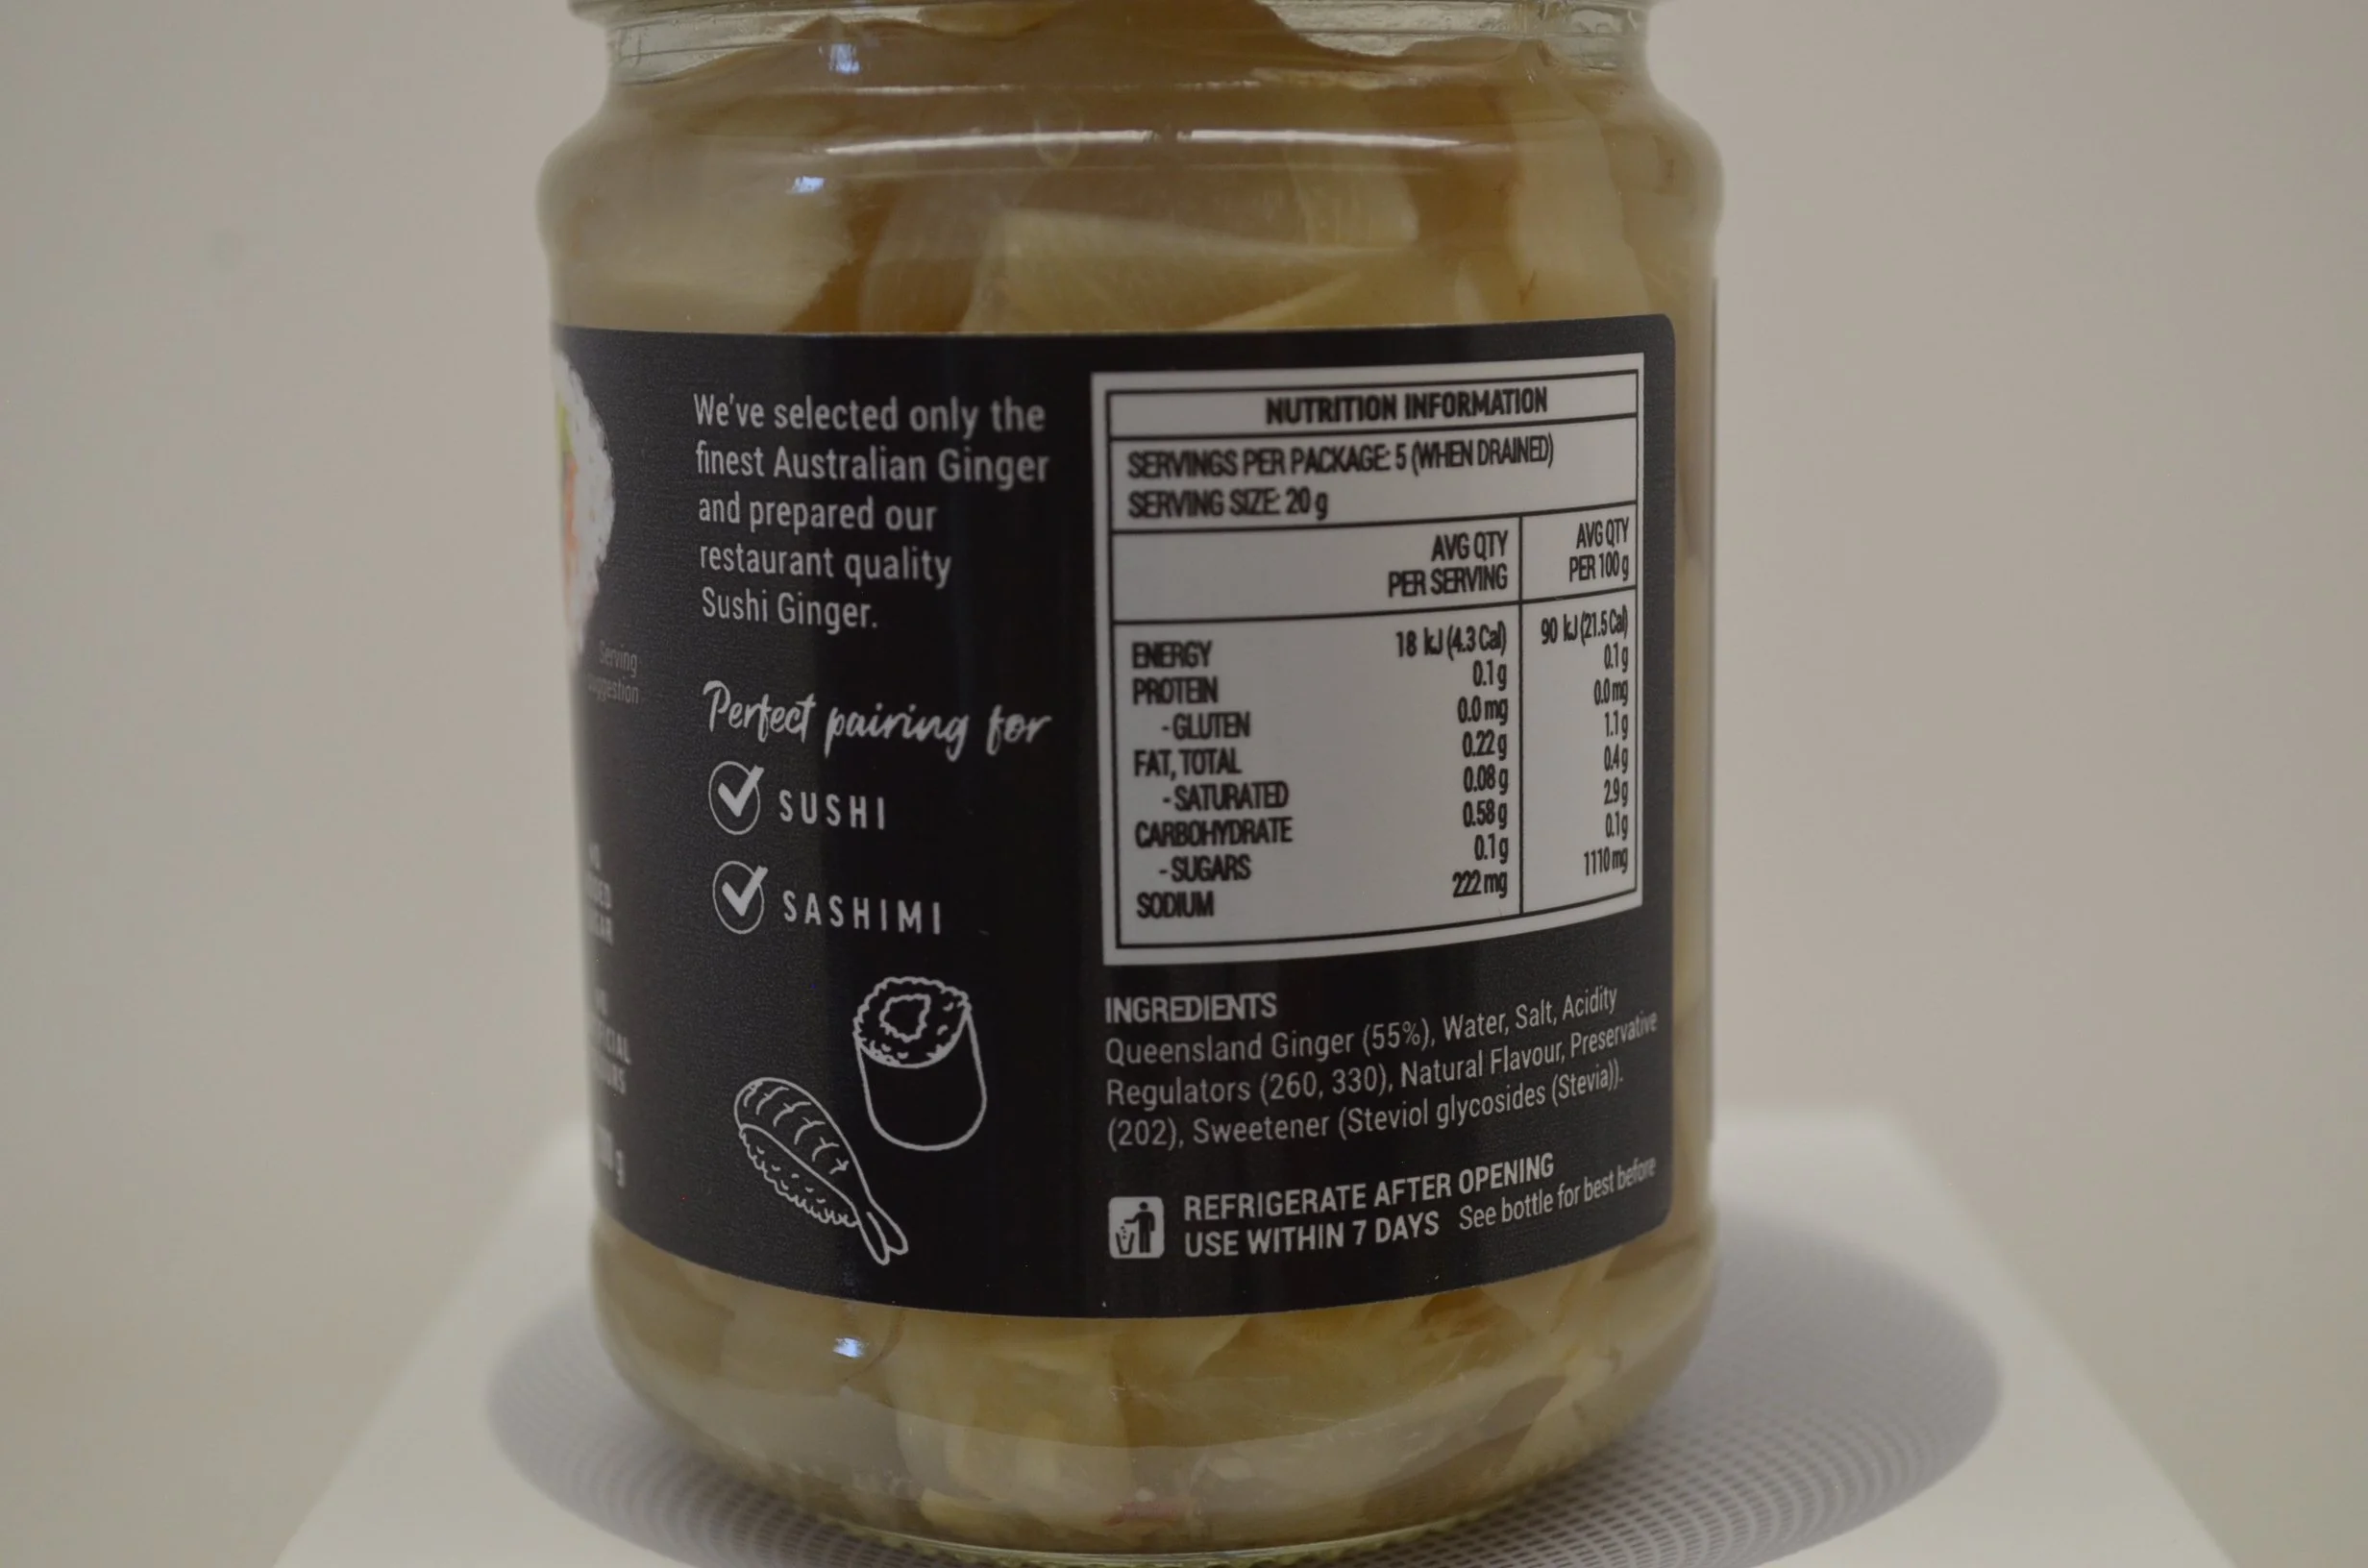 We've selected only the
finest Australian Ginger
and prepared our
restaurant quality
Sushi Ginger.
Serving
Perfect pairing for
SUSHI
SASHIMI
g
NUTRITION INFORMATION
SERVINGS PER PACKAGE: 5 (WHEN DRAINED)
SERVING SIZE: 20 g
AVG QTY
PER SERVING
AVG QTY
PER 100 g
ENERGY 18 kJ (4.3 Cal) 90 kJ (21.5 Cal)
PROTEIN 0.1 g 0.1 g
- GLUTEN 0.0 mg 0.0 mg
FAT, TOTAL 0.22 g 1.1 g
- SATURATED 0.08 g 0.4 g
CARBOHYDRATE 0.58 g 2.9 g
- SUGARS 0.1 g 0.1 g
SODIUM 222 mg 1110 mg
INGREDIENTS
Queensland Ginger (55%), Water, Salt, Acidity
Regulators (260, 330), Natural Flavour, Preservative
(202), Sweetener (Steviol glycosides (Stevia)).
REFRIGERATE AFTER OPENING
USE WITHIN 7 DAYS See bottle for best before